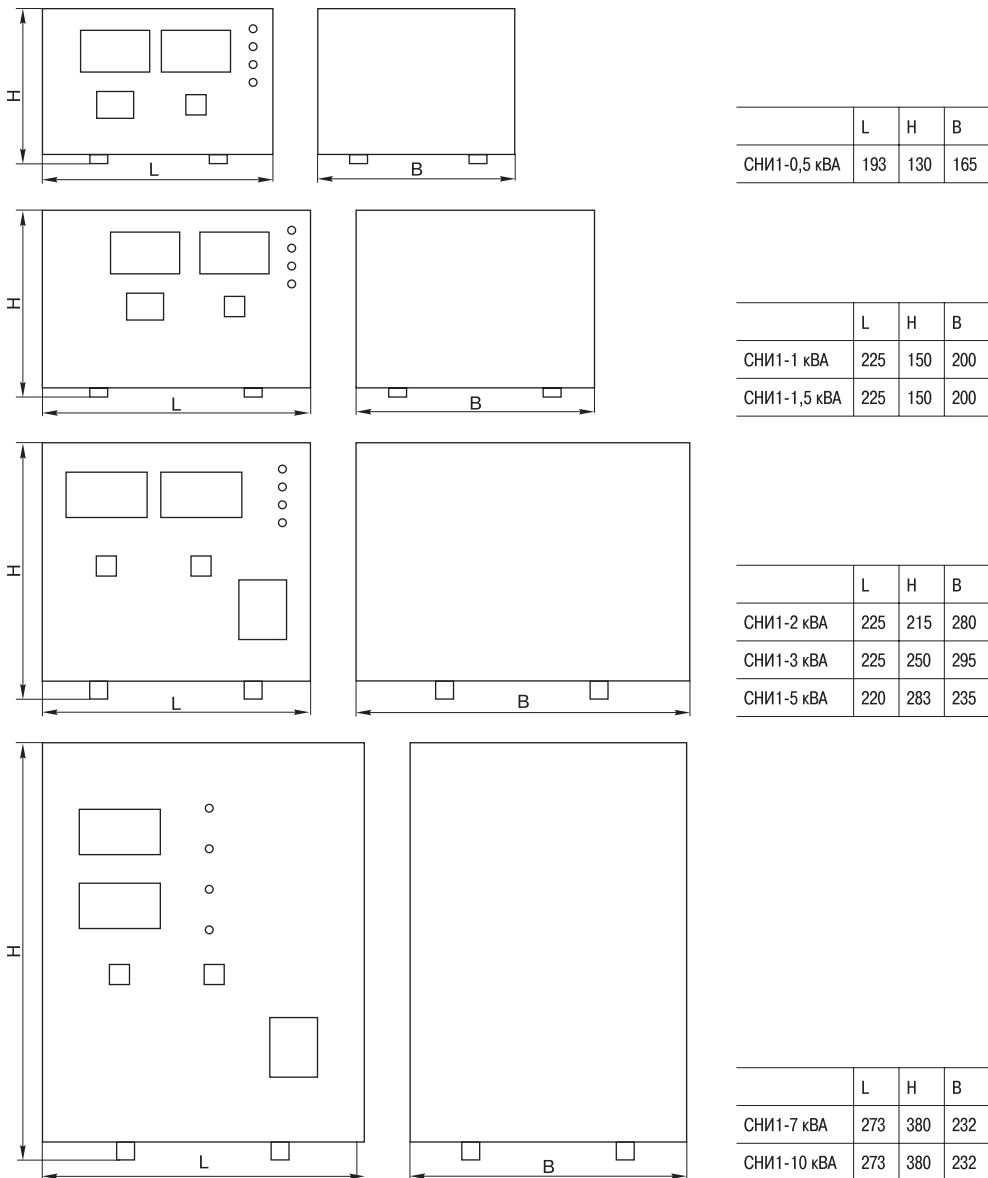 H
L
B
L H B
СНИ1-0,5 кВА 193 130 165
H
L
B
L H B
СНИ1-1 кВА 225 150 200
СНИ1-1,5 кВА 225 150 200
H
L
B
L H B
СНИ1-2 кВА 225 215 280
СНИ1-3 кВА 225 250 295
СНИ1-5 кВА 220 283 235
H
L
B
L H B
СНИ1-7 кВА 273 380 232
СНИ1-10 кВА 273 380 232